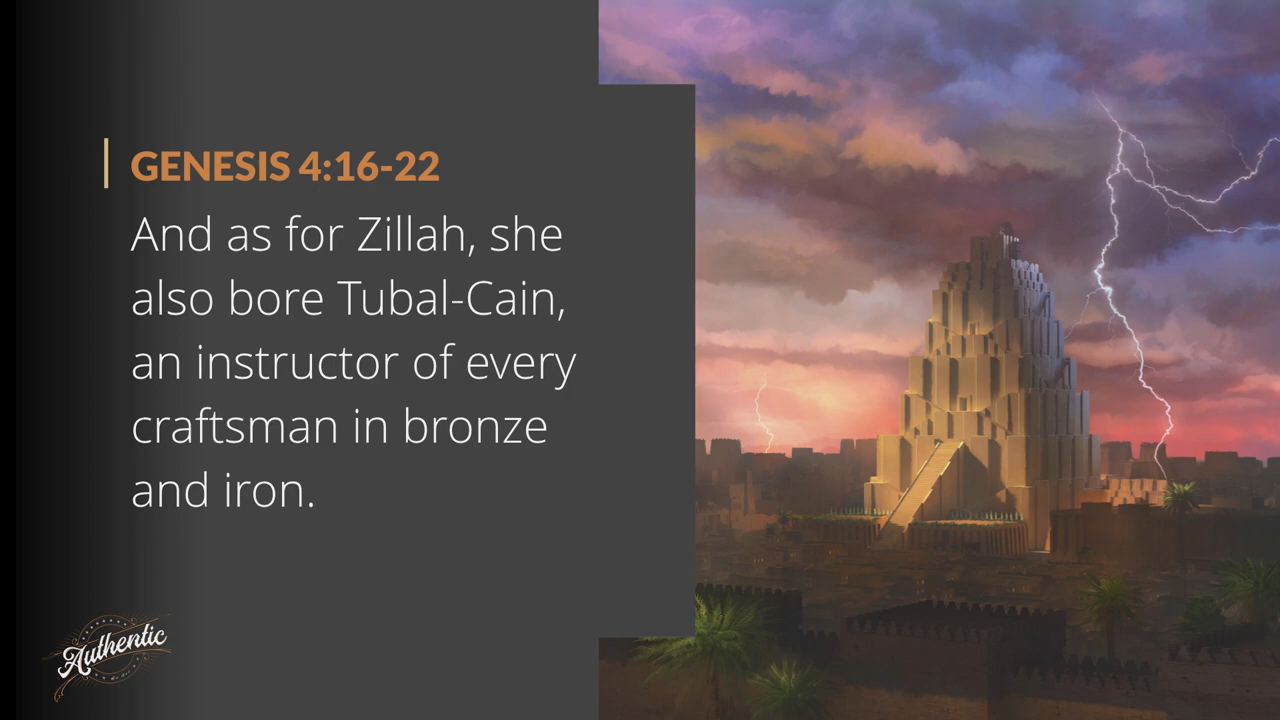 GENESIS 4:16-22
And as for Zillah, she
also bore Tubal-Cain,
an instructor of every
craftsman in bronze
and iron.
Authentic